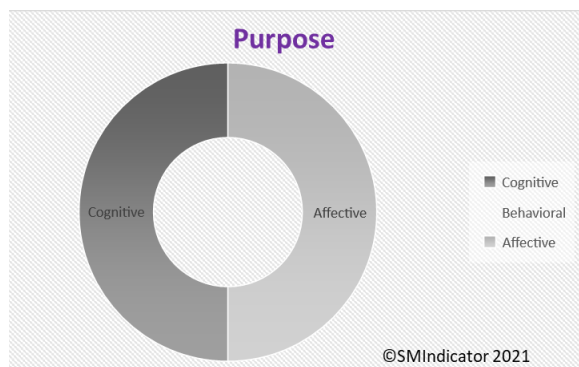 Purpose
Cognitive
Affective
Cognitive
Behavioral
Affective
©SMIndicator 2021